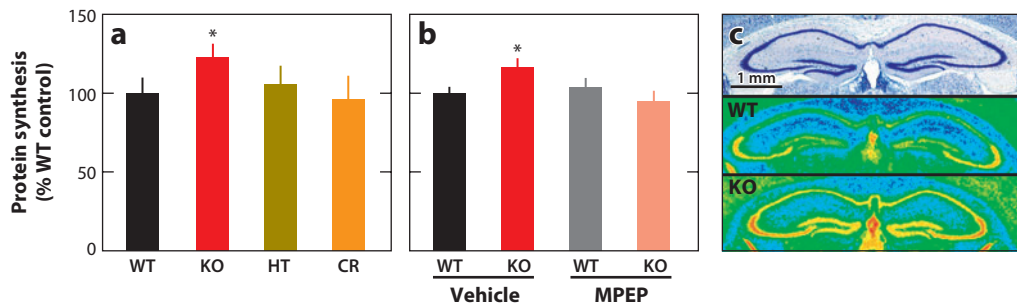 Protein synthesis
(% WT control)
150
100
50
0
a
*
WT KO HT CR
b
*
WT KO WT KO
Vehicle MPEP
c
1 mm
WT
KO